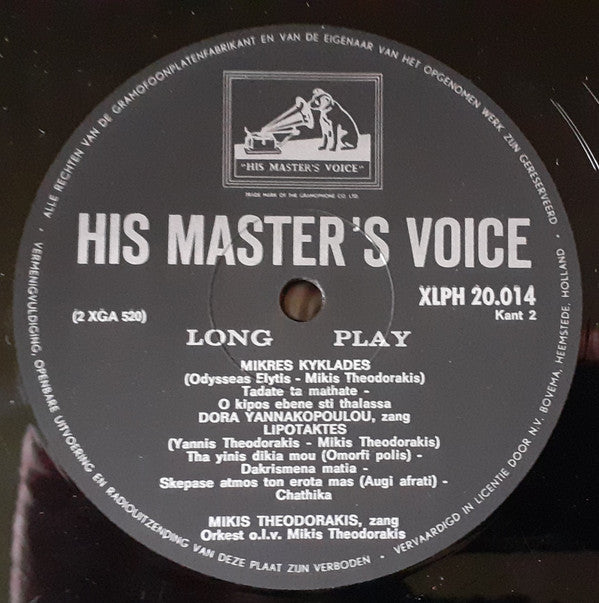 ALLE RECHTEN VAN DE GRAMOFOONPLATENFABRIKANT EN VAN DE EIGENAAR VAN HET OPGENOMEN WERK ZIJN GERESERVEERD
"HIS MASTER'S VOICE"
TRADE MARK OF THE GRAMOPHONE CO. LTD.
HIS MASTER'S VOICE
XLPH 20.014
(2 XGA 520)
Kant 2
LONG PLAY
MIKRES KYKLADES
(Odysseas Elytis - Mikis Theodorakis)
Tadate ta mathate -
O kipos ebene sti thalassa
DORA YANNAKOPOULOU, zang
LIPOTAKTES
(Yannis Theodorakis - Mikis Theodorakis)
Tha yinis dikia mou (Omorfi polis) -
Dakrismena matia -
Skepase atmos ton erota mas (Augi afrati) -
Chathika
MIKIS THEODORAKIS, zang
Orkest o.l.v. Mikis Theodorakis
• VERMENIGVULDIGING, OPENBARE UITVOERING EN RADIOUITZENDING VAN DEZE PLAAT ZIJN VERBODEN •
VERVAARDIGD IN LICENTIE DOOR N.V. BOVEMA, HEEMSTEDE, HOLLAND •